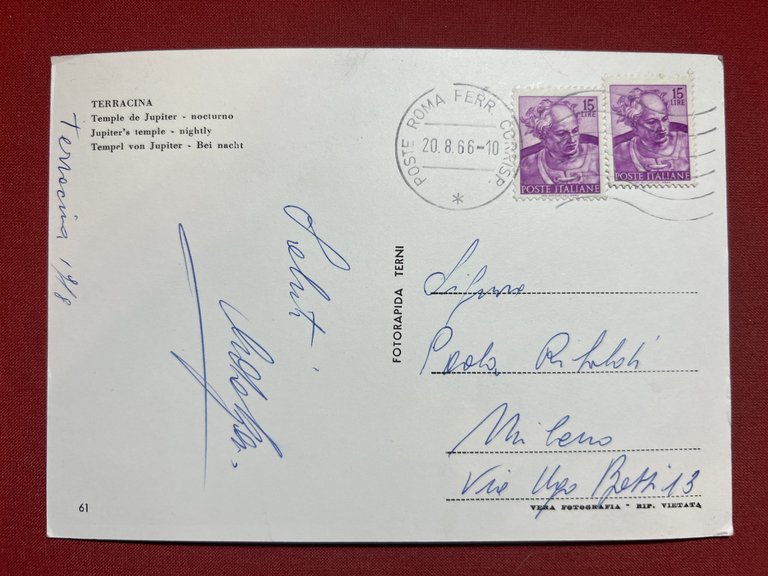 TERRACINA
Temple de Jupiter - nocturno
Jupiter's temple - nightly
Tempel von Jupiter - Bei nacht
Terracina 19/8
Saluti
FOTORAPIDA TERNI
POSTE ROMA FERR. CORRISP.
20.8.66-10
*
15
LIRE
POSTE ITALIANE
15
LIRE
POSTE ITALIANE
Signora
Paola
Milano
Via Ugo Betti 13
VERA FOTOGRAFIA - RIP. VIETATA
61